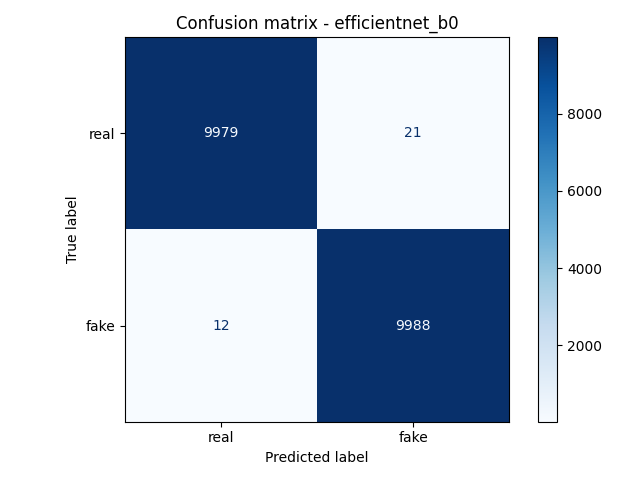 Confusion matrix - efficientnet_b0
real
9979
21
fake
12
9988
True label
real
fake
Predicted label
8000
6000
4000
2000